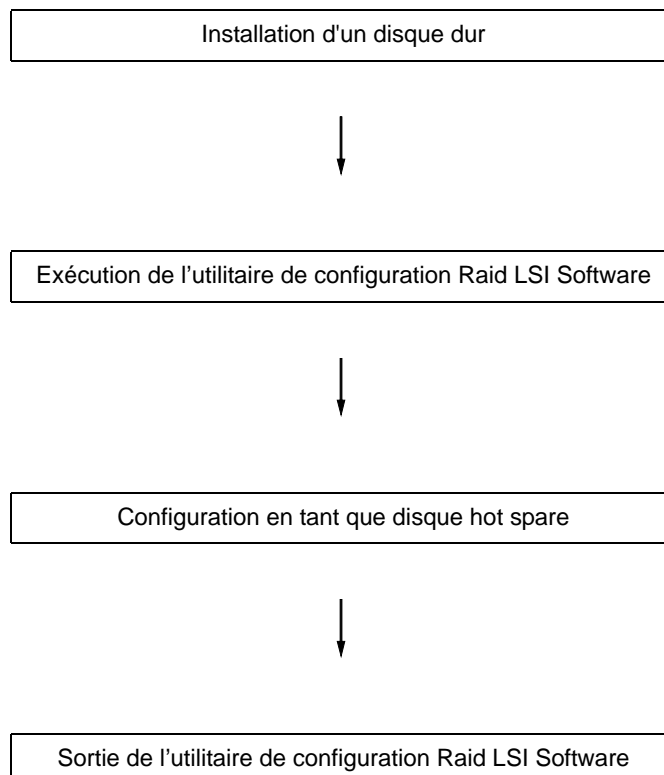 Installation d'un disque dur
Exécution de l’utilitaire de configuration Raid LSI Software
Configuration en tant que disque hot spare
Sortie de l’utilitaire de configuration Raid LSI Software